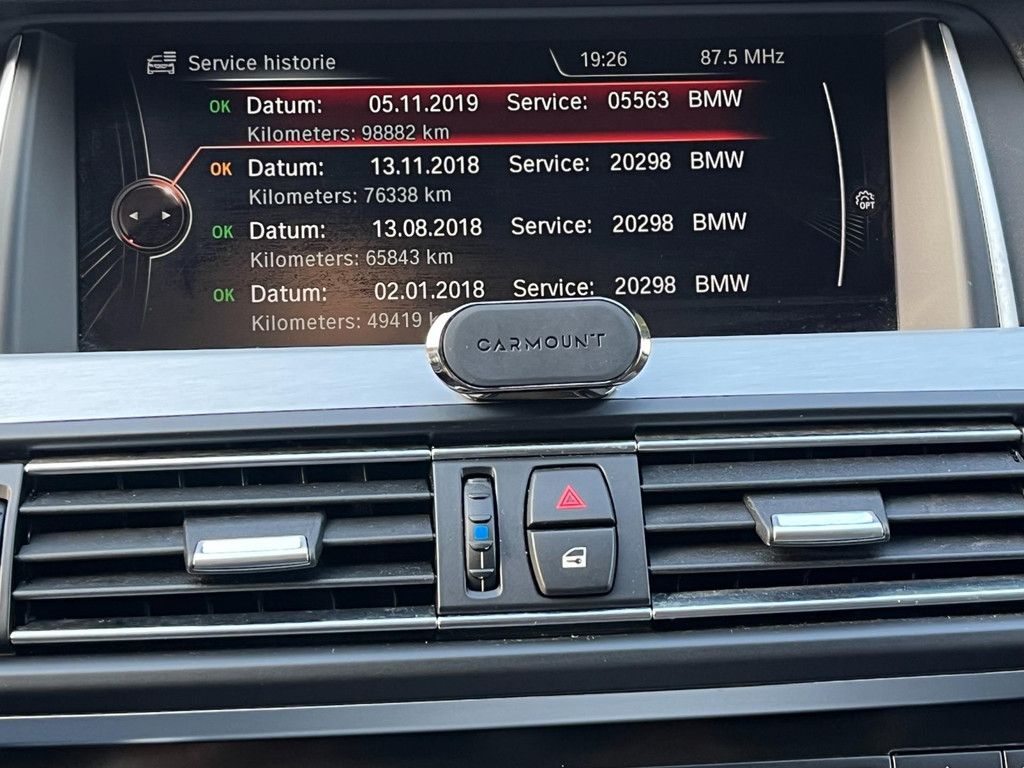 Service historie 19:26 87.5 MHz
OK Datum: 05.11.2019 Service: 05563 BMW
Kilometers: 98882 km
OK Datum: 13.11.2018 Service: 20298 BMW
Kilometers: 76338 km
OK Datum: 13.08.2018 Service: 20298 BMW
Kilometers: 65843 km
OK Datum: 02.01.2018 Service: 20298 BMW
Kilometers: 49419
OPT
CARMOUNT